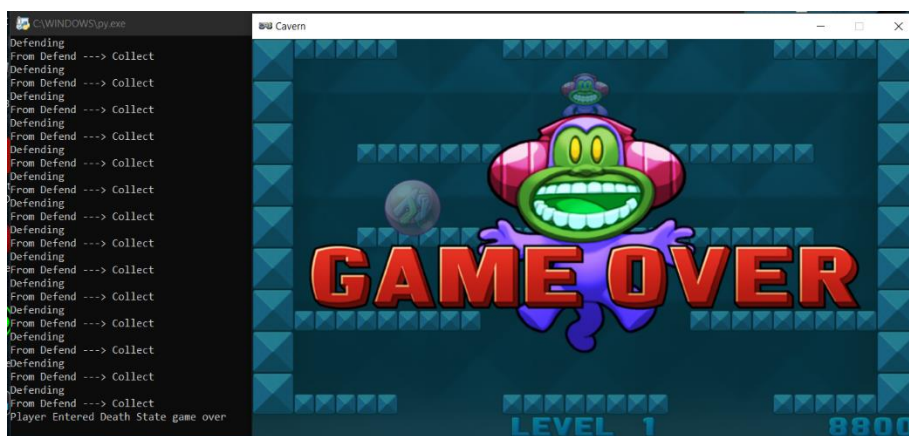 C:\WINDOWS\py.exe
Defending
From Defend ---> Collect
Defending
From Defend ---> Collect
Defending
From Defend ---> Collect
Defending
From Defend ---> Collect
Defending
From Defend ---> Collect
Defending
From Defend ---> Collect
Defending
From Defend ---> Collect
Defending
From Defend ---> Collect
Defending
From Defend ---> Collect
Defending
From Defend ---> Collect
Defending
From Defend ---> Collect
Defending
From Defend ---> Collect
Defending
From Defend ---> Collect
Defending
From Defend ---> Collect
Player Entered Death State game over
Cavern
GAME OVER
LEVEL 1
8800